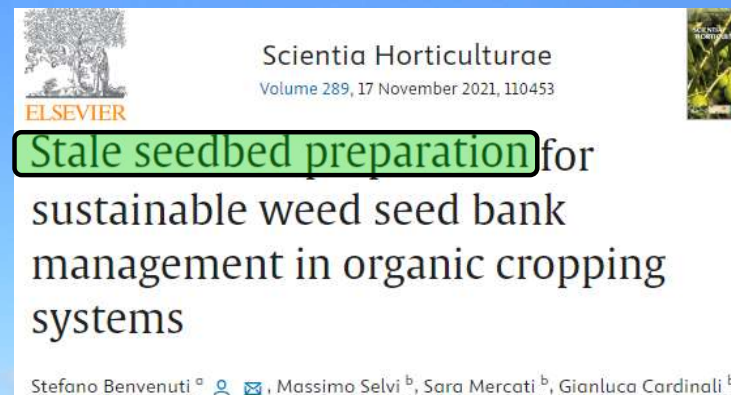 Scientia Horticulturae
Volume 289, 17 November 2021, 110453
ELSEVIER
Stale seedbed preparation for
sustainable weed seed bank
management in organic cropping
systems
Stefano Benvenuti a, Massimo Selvi b, Sara Mercati b, Gianluca Cardinali b